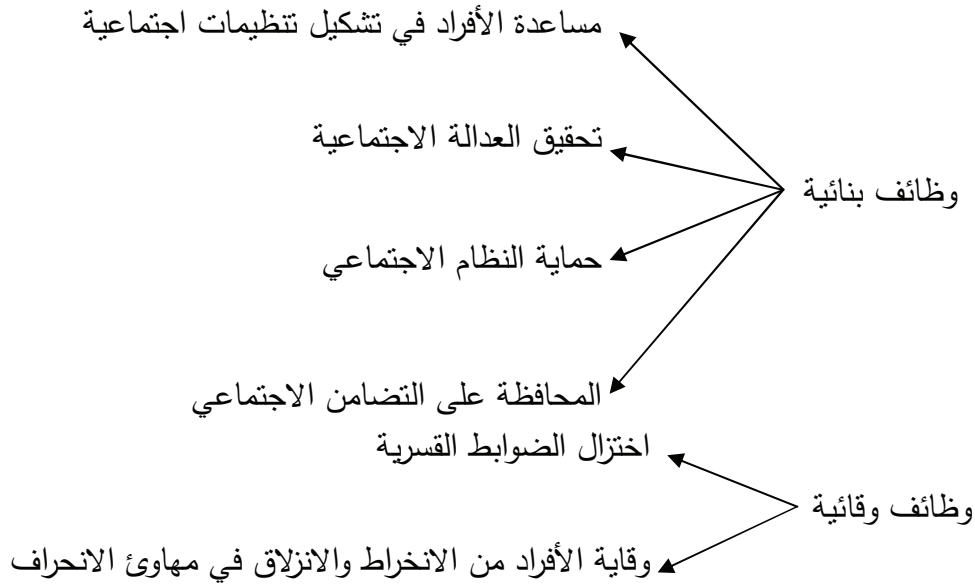 مساعدة الأفراد في تشكيل تنظيمات اجتماعية
تحقيق العدالة الاجتماعية
وظائف بنائية
حماية النظام الاجتماعي
المحافظة على التضامن الاجتماعي
اختزال الضوابط القسرية
وظائف وقائية
وقاية الأفراد من الانخراط والانزلاق في مهاوئ الانحراف